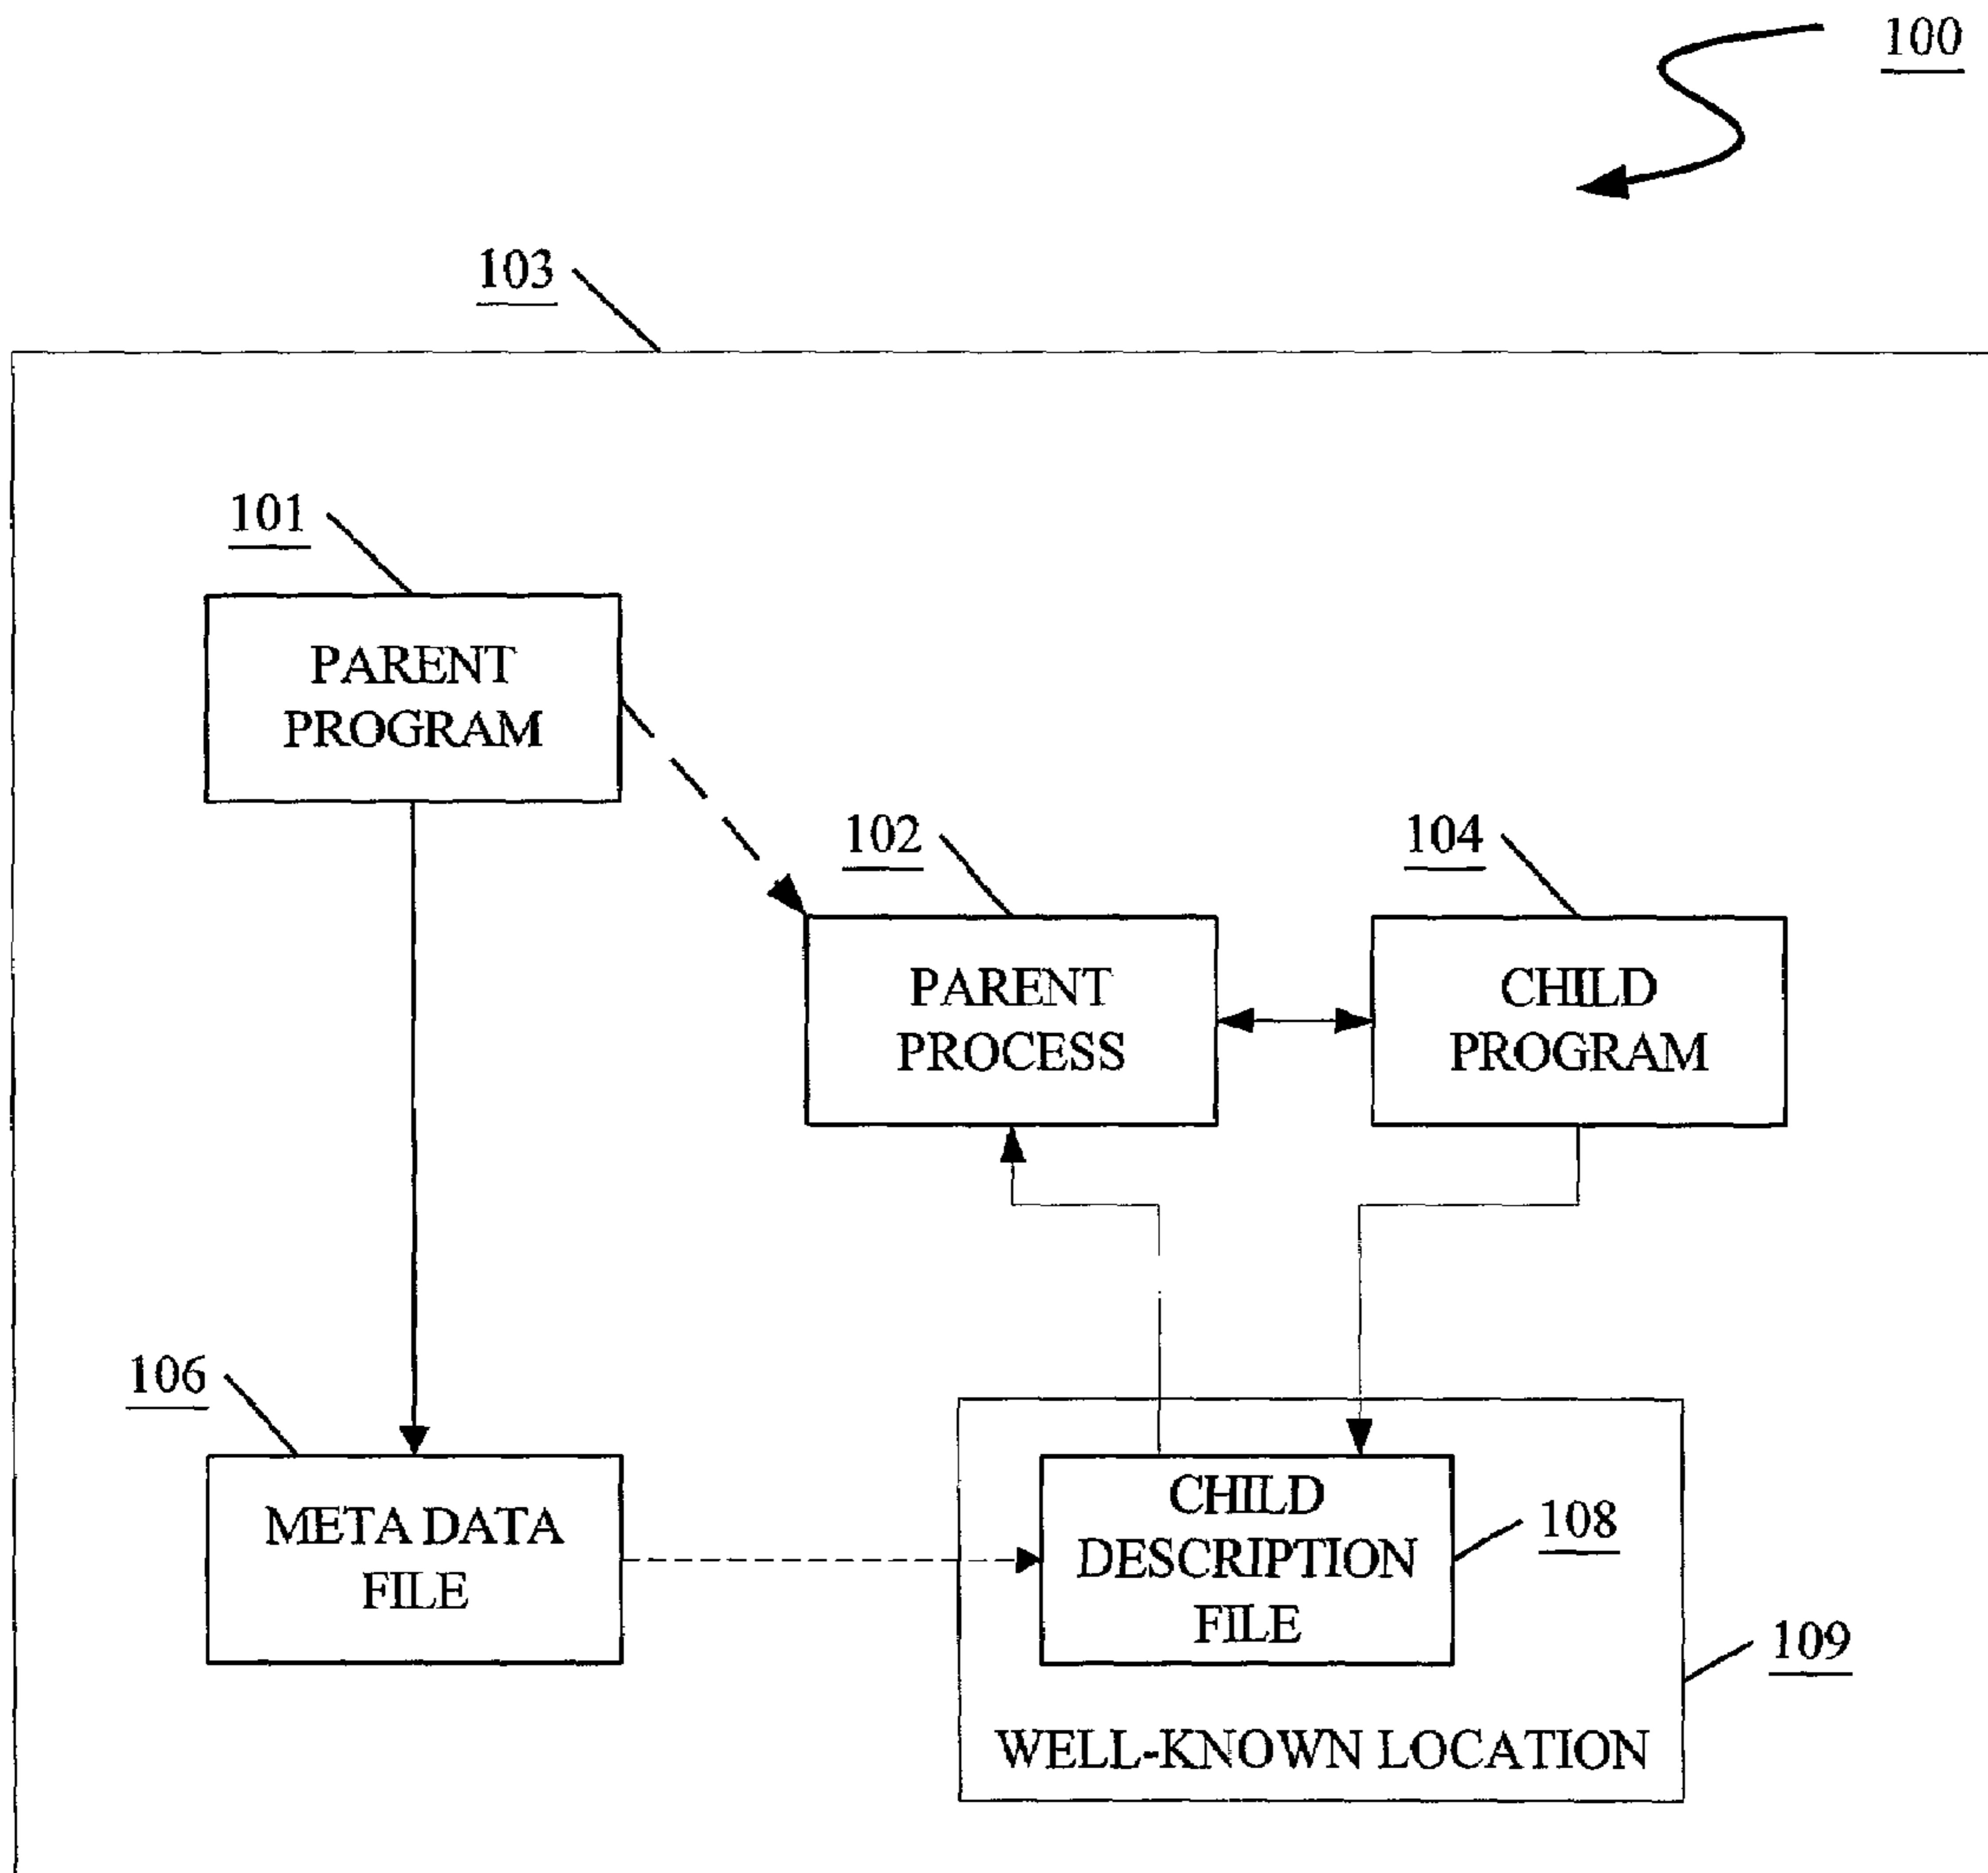 100
103
101
PARENT
PROGRAM
102
104
PARENT
PROCESS
CHILD
PROGRAM
106
META DATA
FILE
CHILD
DESCRIPTION
FILE
108
109
WELL-KNOWN LOCATION